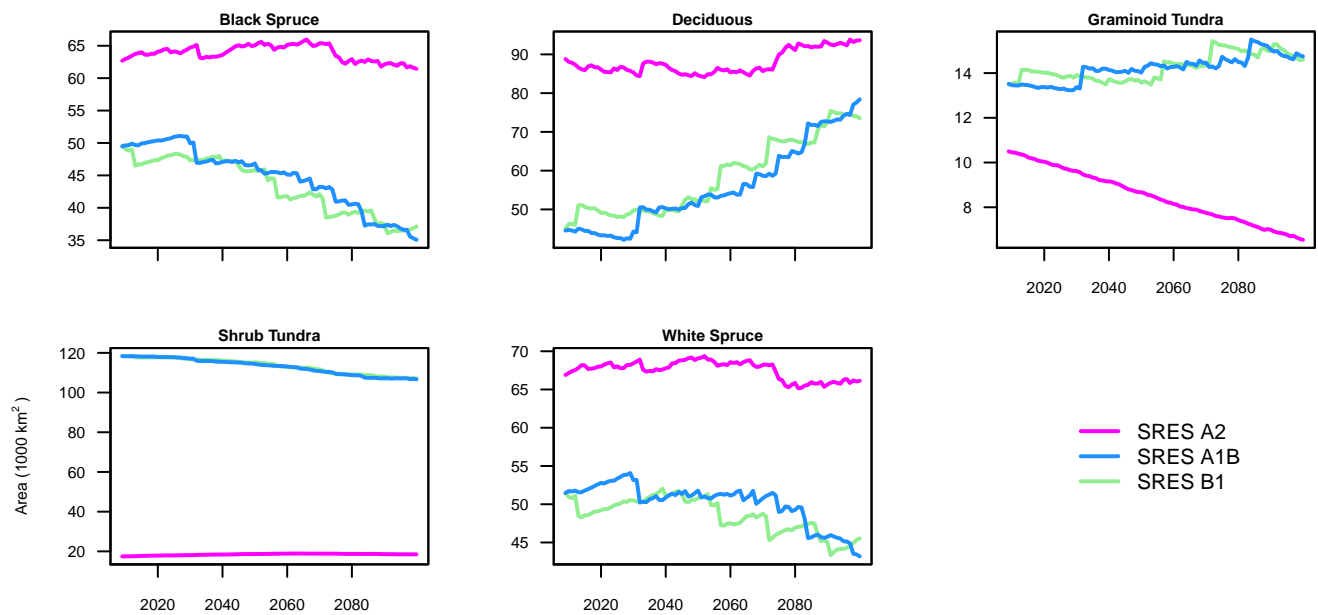 Black Spruce
65
60
55
50
45
40
35
Deciduous
90
80
70
60
50
Graminoid Tundra
14
12
10
8
2020 2040 2060 2080
Shrub Tundra
120
100
80
60
40
20
2020 2040 2060 2080
Area (1000 km²)
White Spruce
70
65
60
55
50
45
2020 2040 2060 2080
SRES A2
SRES A1B
SRES B1